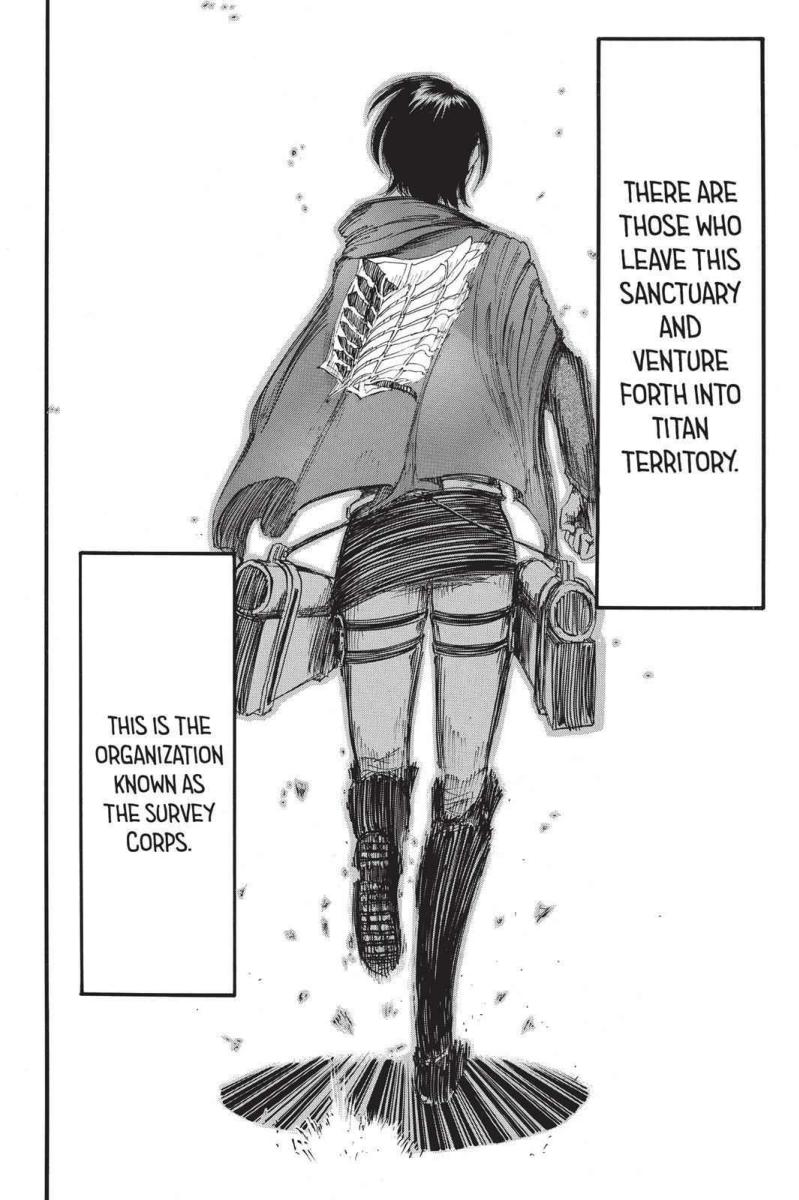 THERE ARE
THOSE WHO
LEAVE THIS
SANCTUARY
AND
VENTURE
FORTH INTO
TITAN
TERRITORY.
THIS IS THE
ORGANIZATION
KNOWN AS
THE SURVEY
CORPS.